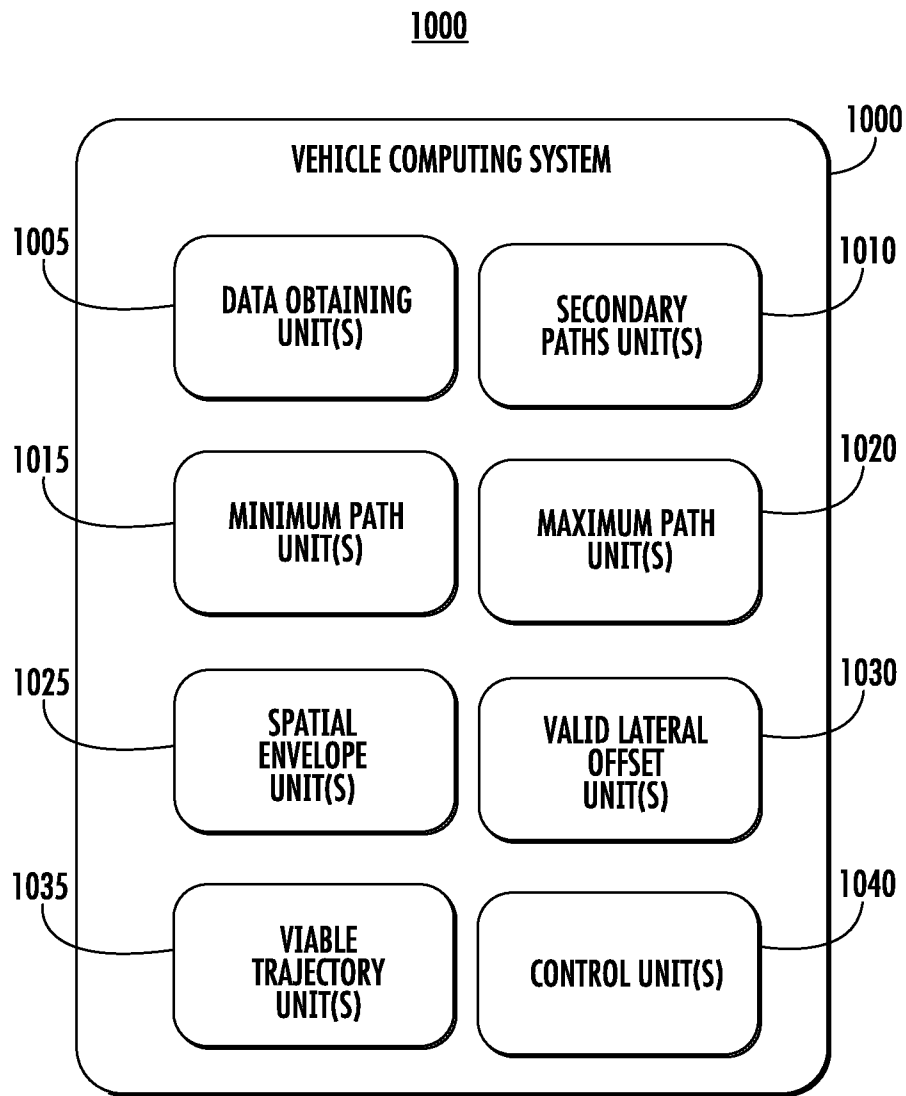 1000
1000
VEHICLE COMPUTING SYSTEM
1005
DATA OBTAINING
UNIT(S)
1010
SECONDARY
PATHS UNIT(S)
1015
MINIMUM PATH
UNIT(S)
1020
MAXIMUM PATH
UNIT(S)
1025
SPATIAL
ENVELOPE
UNIT(S)
1030
VALID LATERAL
OFFSET
UNIT(S)
1035
VIABLE
TRAJECTORY
UNIT(S)
1040
CONTROL UNIT(S)